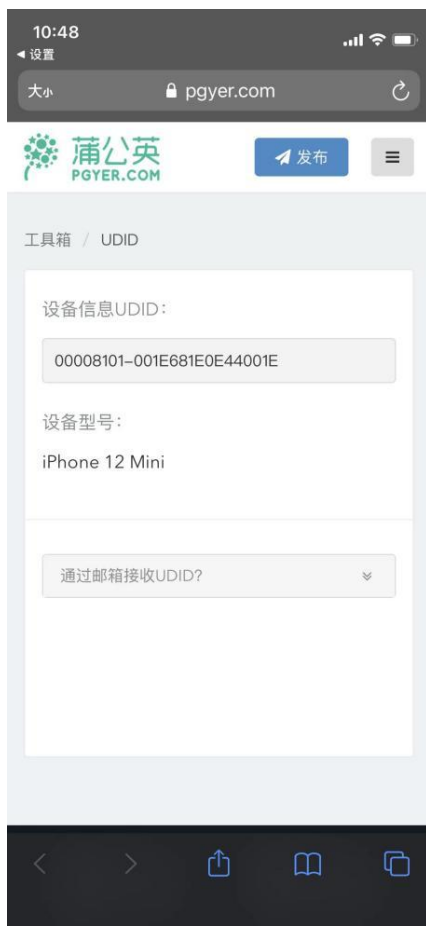 10:48
◀ 设置
大小 pgyer.com
蒲公英
PGYER.COM
发布
工具箱 / UDID
设备信息UDID：
00008101-001E681E0E44001E
设备型号：
iPhone 12 Mini
通过邮箱接收UDID?